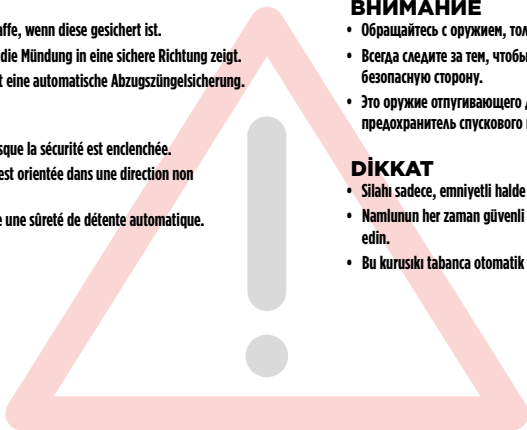 affe, wenn diese gesichert ist.
die Mündung in eine sichere Richtung zeigt.
t eine automatische Abzugszüngelsicherung.
sque la sécurité est enclenchée.
est orientée dans une direction non
e une sûreté de détente automatique.
ВНИМАНИЕ
• Обращайтесь с оружием, тол
• Всегда следите за тем, чтобы
безопасную сторону.
• Это оружие отпугивающего д
предохранитель спускового
DİKKAT
• Silahı sadece, emniyetli halde
• Namlunun her zaman güvenli
edin.
• Bu kurusıkı tabanca otomatik